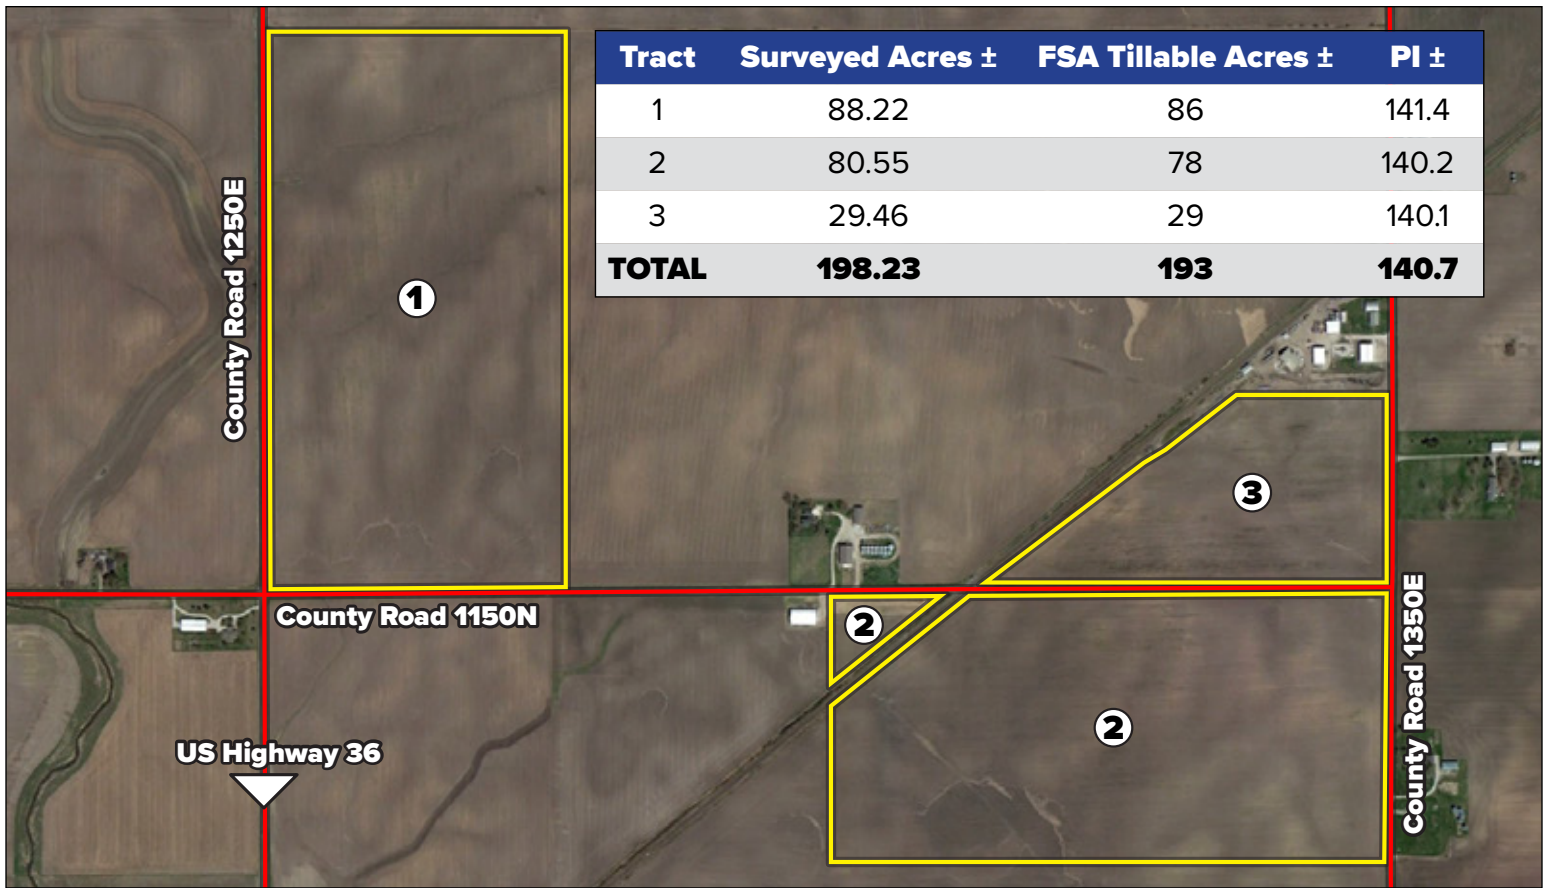 Tract Surveyed Acres ± FSA Tillable Acres ± PI ±
1 88.22 86 141.4
2 80.55 78 140.2
3 29.46 29 140.1
TOTAL 198.23 193 140.7
County Road 1250E
1
3
County Road 1150N
2
2
County Road 1350E
US Highway 36